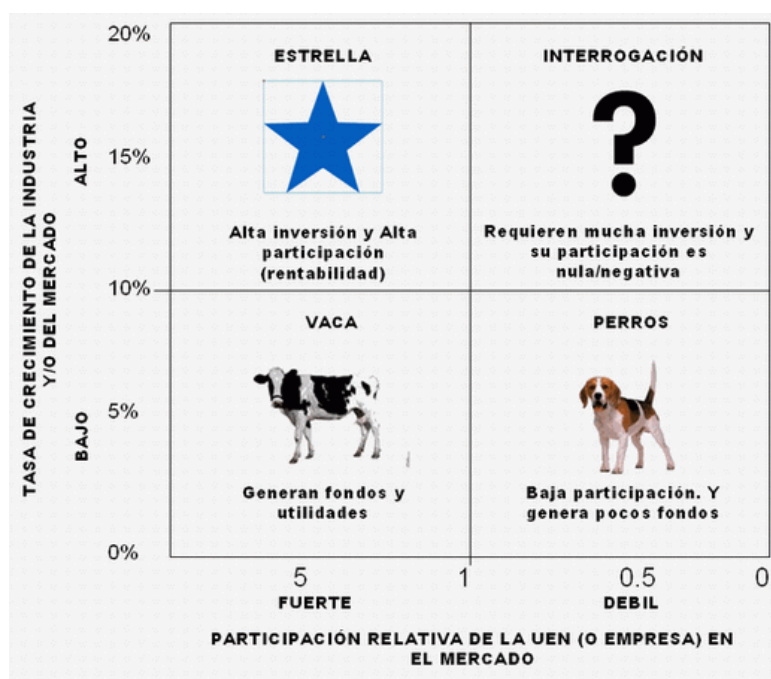 TASA DE CRECIMIENTO DE LA INDUSTRIA
Y/O DEL MERCADO
ALTO
BAJO
20%
15%
10%
5%
0%
ESTRELLA
Alta inversión y Alta
participación
(rentabilidad)
INTERROGACIÓN
?
Requieren mucha inversión y
su participación es
nula/negativa
VACA
Generan fondos y
utilidades
PERROS
Baja participación. Y
genera pocos fondos
5
1
0.5
0
FUERTE
DEBIL
PARTICIPACIÓN RELATIVA DE LA UEN (O EMPRESA) EN
EL MERCADO